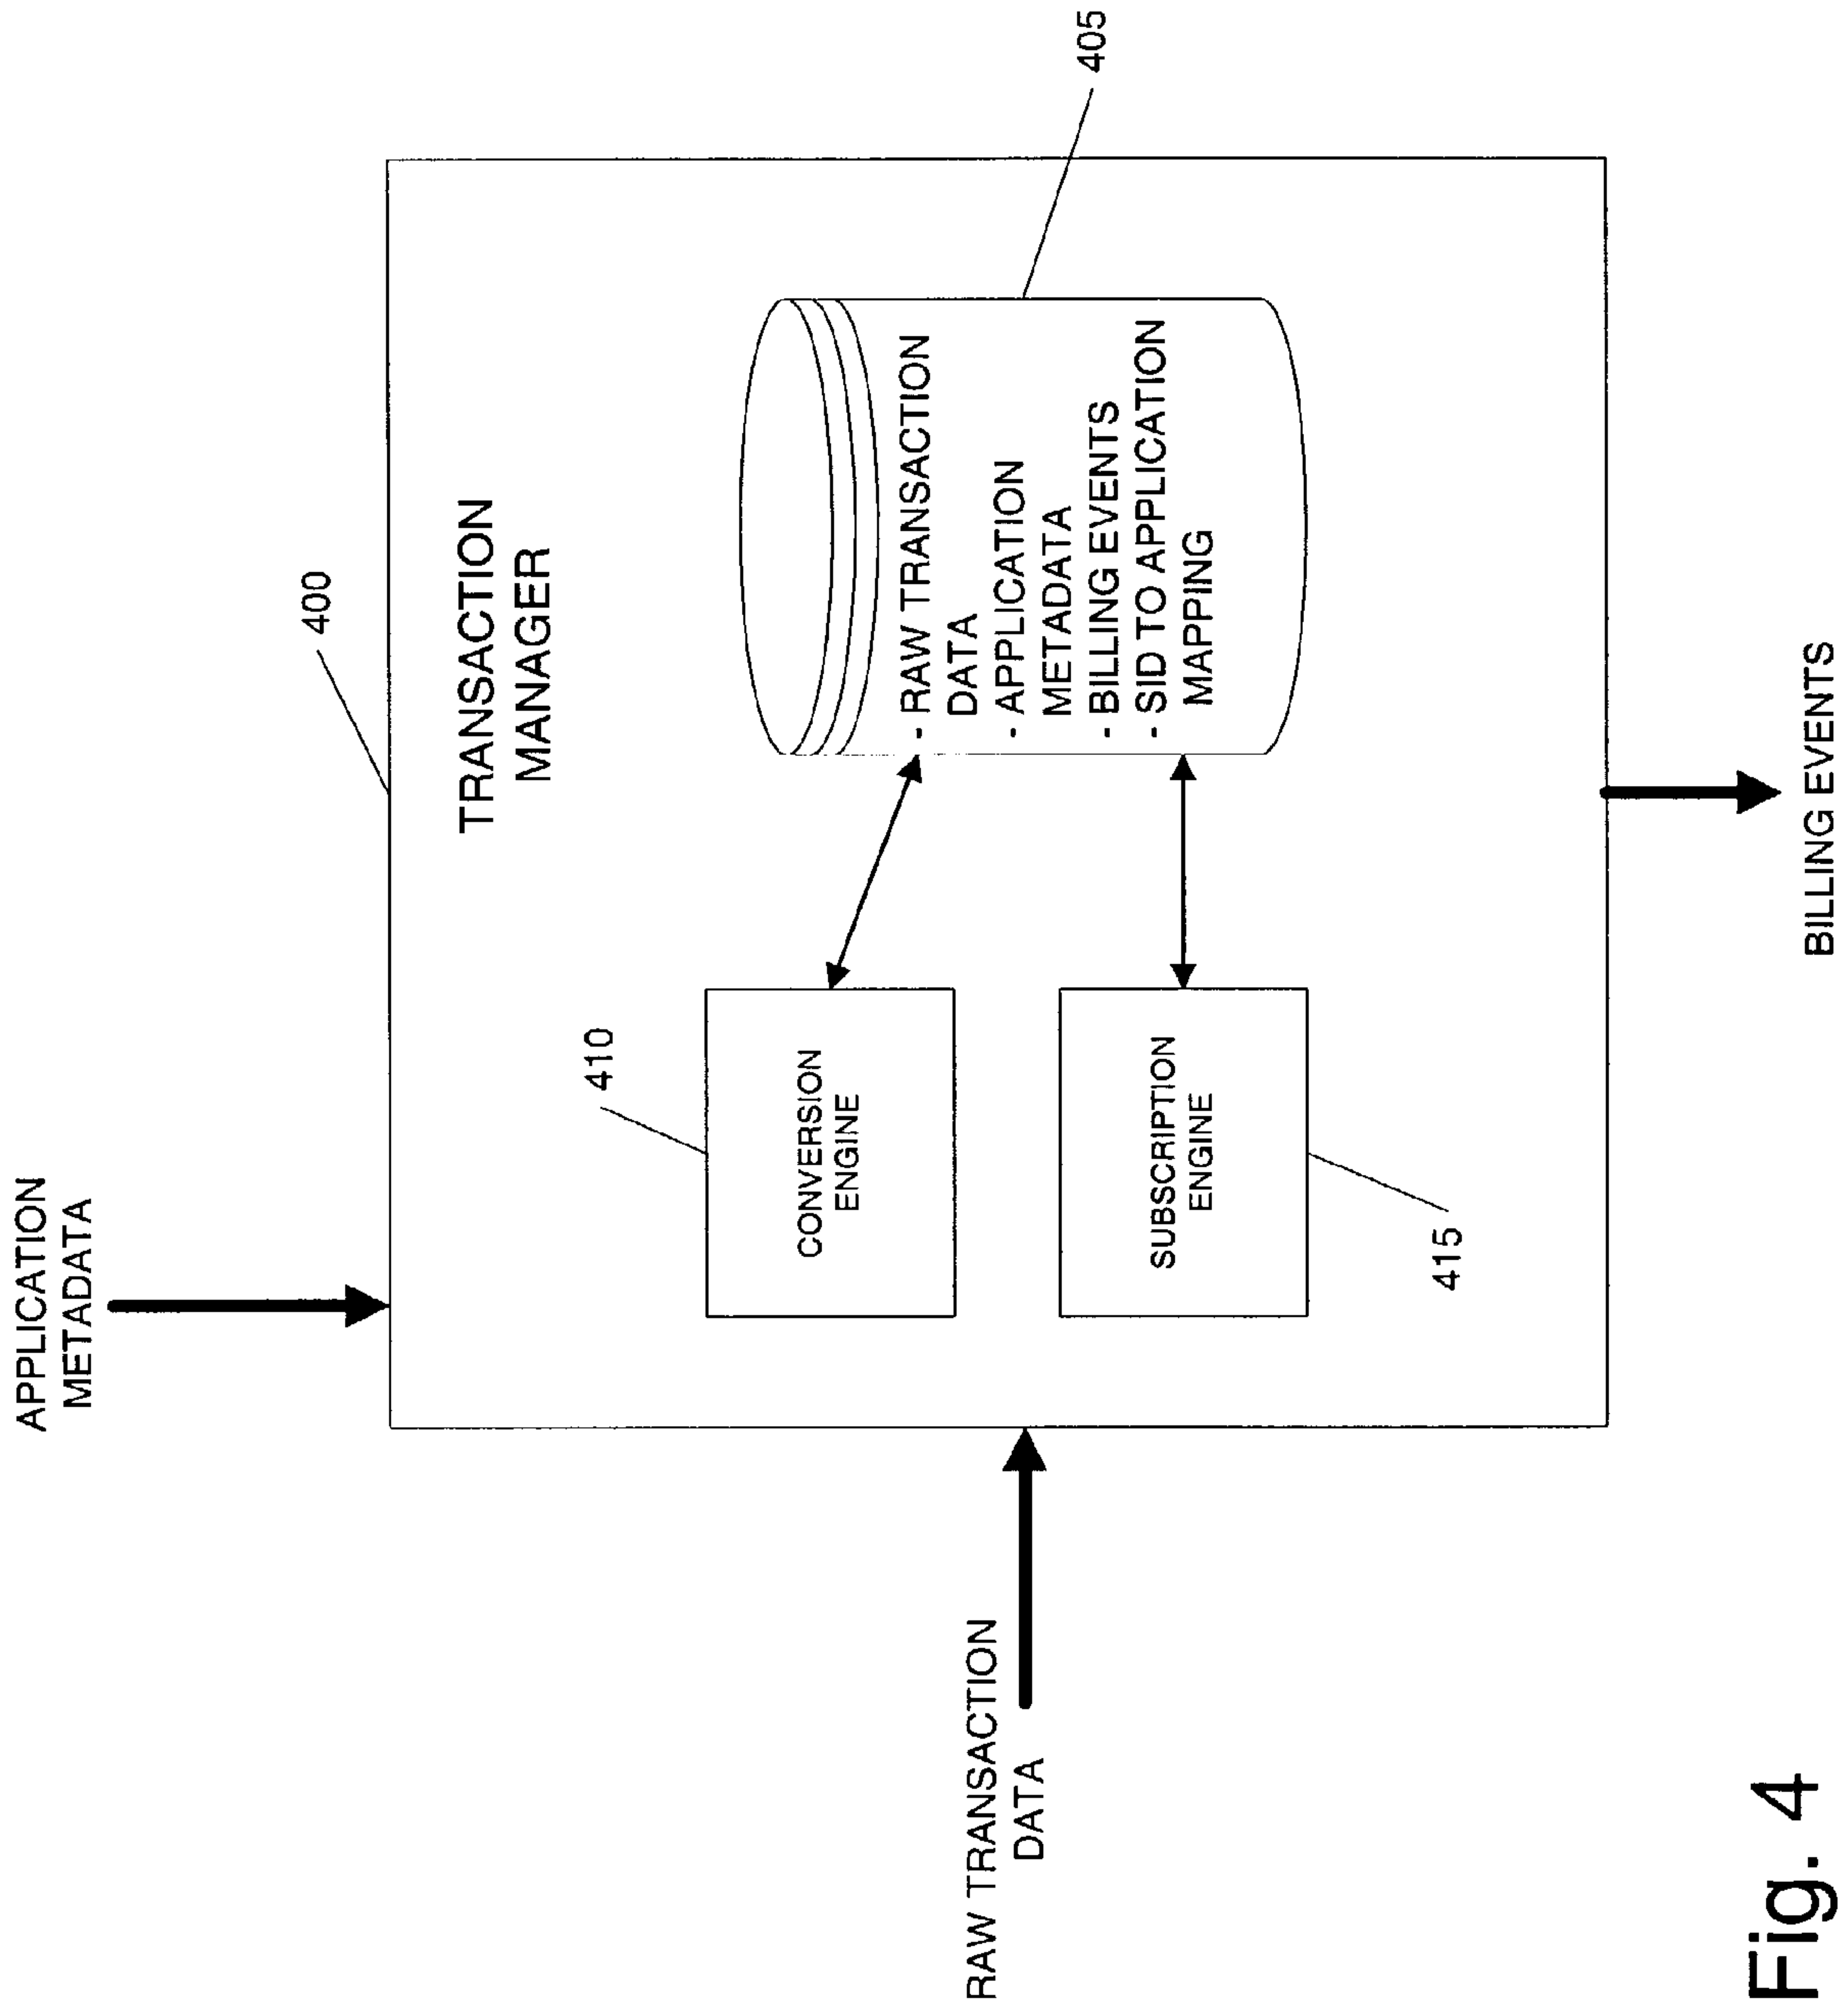 APPLICATION
METADATA
400
TRANSACTION
MANAGER
410
CONVERSION
ENGINE
SUBSCRIPTION
ENGINE
415
- RAW TRANSACTION
DATA
- APPLICATION
METADATA
- BILLING EVENTS
- SID TO APPLICATION
MAPPING
405
RAW TRANSACTION
DATA
BILLING EVENTS
Fig. 4